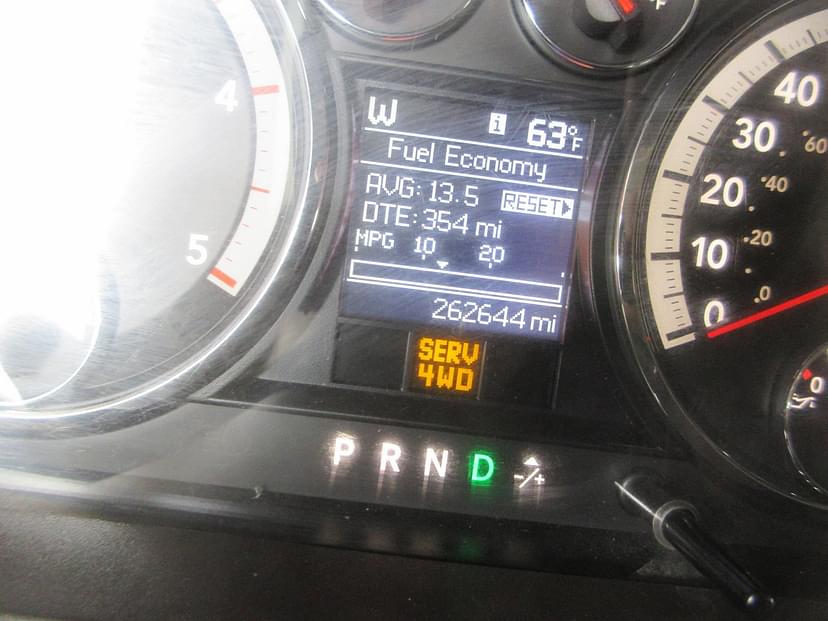 W i 63°F
Fuel Economy
AVG: 13.5 RESET
DTE: 354 mi
MPG 10 20
262644 mi
SERV
4WD
P R N D -/+
4
5
40
30
20
10
0
60
40
20
0
F
0